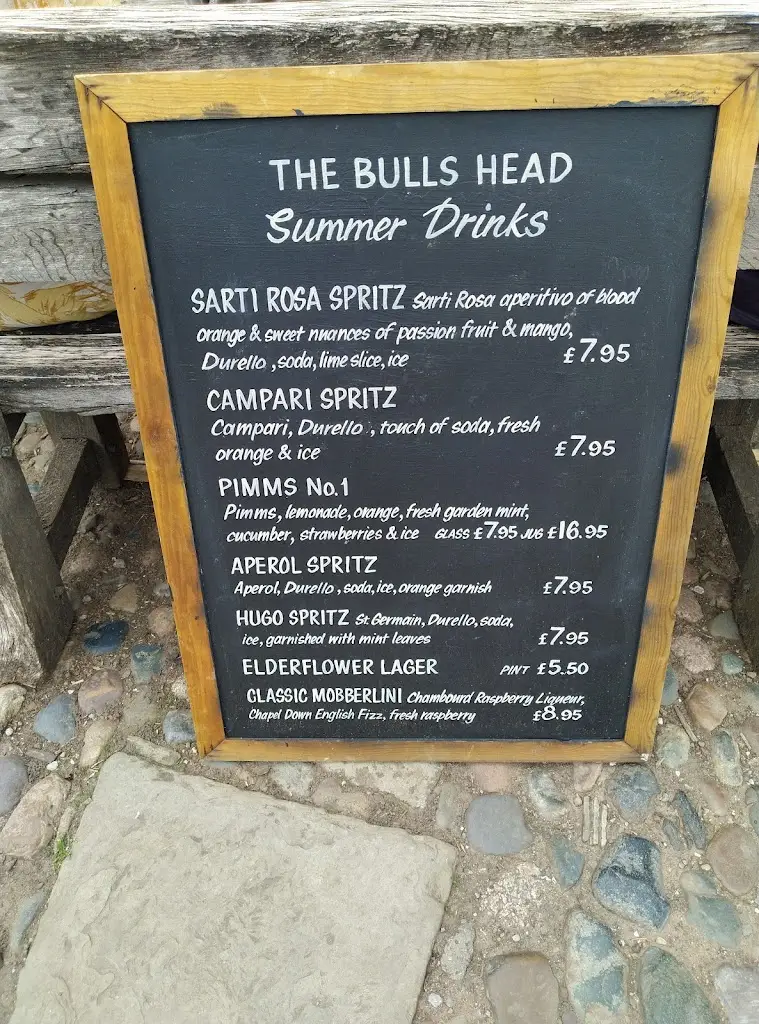 THE BULLS HEAD
Summer Drinks
SARTI ROSA SPRITZ Sarti Rosa aperitivo of blood
orange & sweet nuances of passion fruit & mango,
Durello, soda, lime slice, ice £7.95
CAMPARI SPRITZ
Campari, Durello, touch of soda, fresh
orange & ice £7.95
PIMMS No.1
Pimms, lemonade, orange, fresh garden mint,
cucumber, strawberries & ice GLASS £7.95 JUG £16.95
APEROL SPRITZ
Aperol, Durello, soda, ice, orange garnish £7.95
HUGO SPRITZ St Germain, Durello, soda,
ice, garnished with mint leaves £7.95
ELDERFLOWER LAGER PINT £5.50
CLASSIC MOBBERLINI Chambourd Raspberry Liqueur,
Chapel Down English Fizz, fresh raspberry £8.95